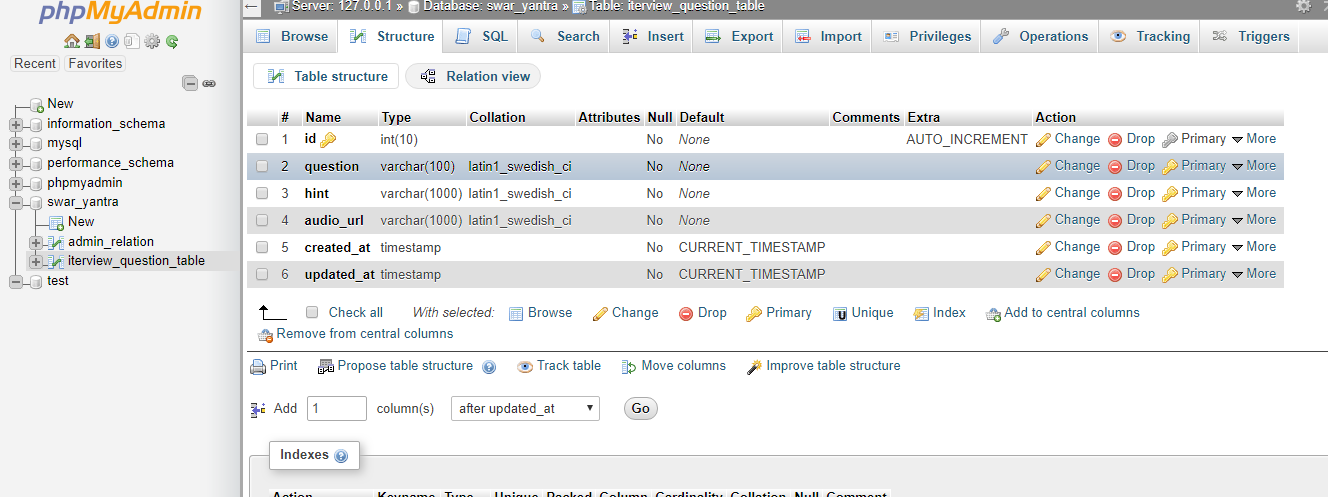 phpMyAdmin
Recent Favorites
New
information_schema
mysql
performance_schema
phpmyadmin
swar_yantra
New
admin_relation
iterview_question_table
test
Server: 127.0.0.1 » Database: swar_yantra » Table: iterview_question_table
Browse Structure SQL Search Insert Export Import Privileges Operations Tracking Triggers
Table structure Relation view
# Name Type Collation Attributes Null Default Comments Extra Action
1 id int(10) No None AUTO_INCREMENT Change Drop Primary More
2 question varchar(100) latin1_swedish_ci No None Change Drop Primary More
3 hint varchar(1000) latin1_swedish_ci No None Change Drop Primary More
4 audio_url varchar(1000) latin1_swedish_ci No None Change Drop Primary More
5 created_at timestamp No CURRENT_TIMESTAMP Change Drop Primary More
6 updated_at timestamp No CURRENT_TIMESTAMP Change Drop Primary More
Check all With selected: Browse Change Drop Primary Unique Index Add to central columns
Remove from central columns
Print Propose table structure Track table Move columns Improve table structure
Add 1 column(s) after updated_at Go
Indexes
Action Keyname Type Unique Packed Column Cardinality Collation Null Comment